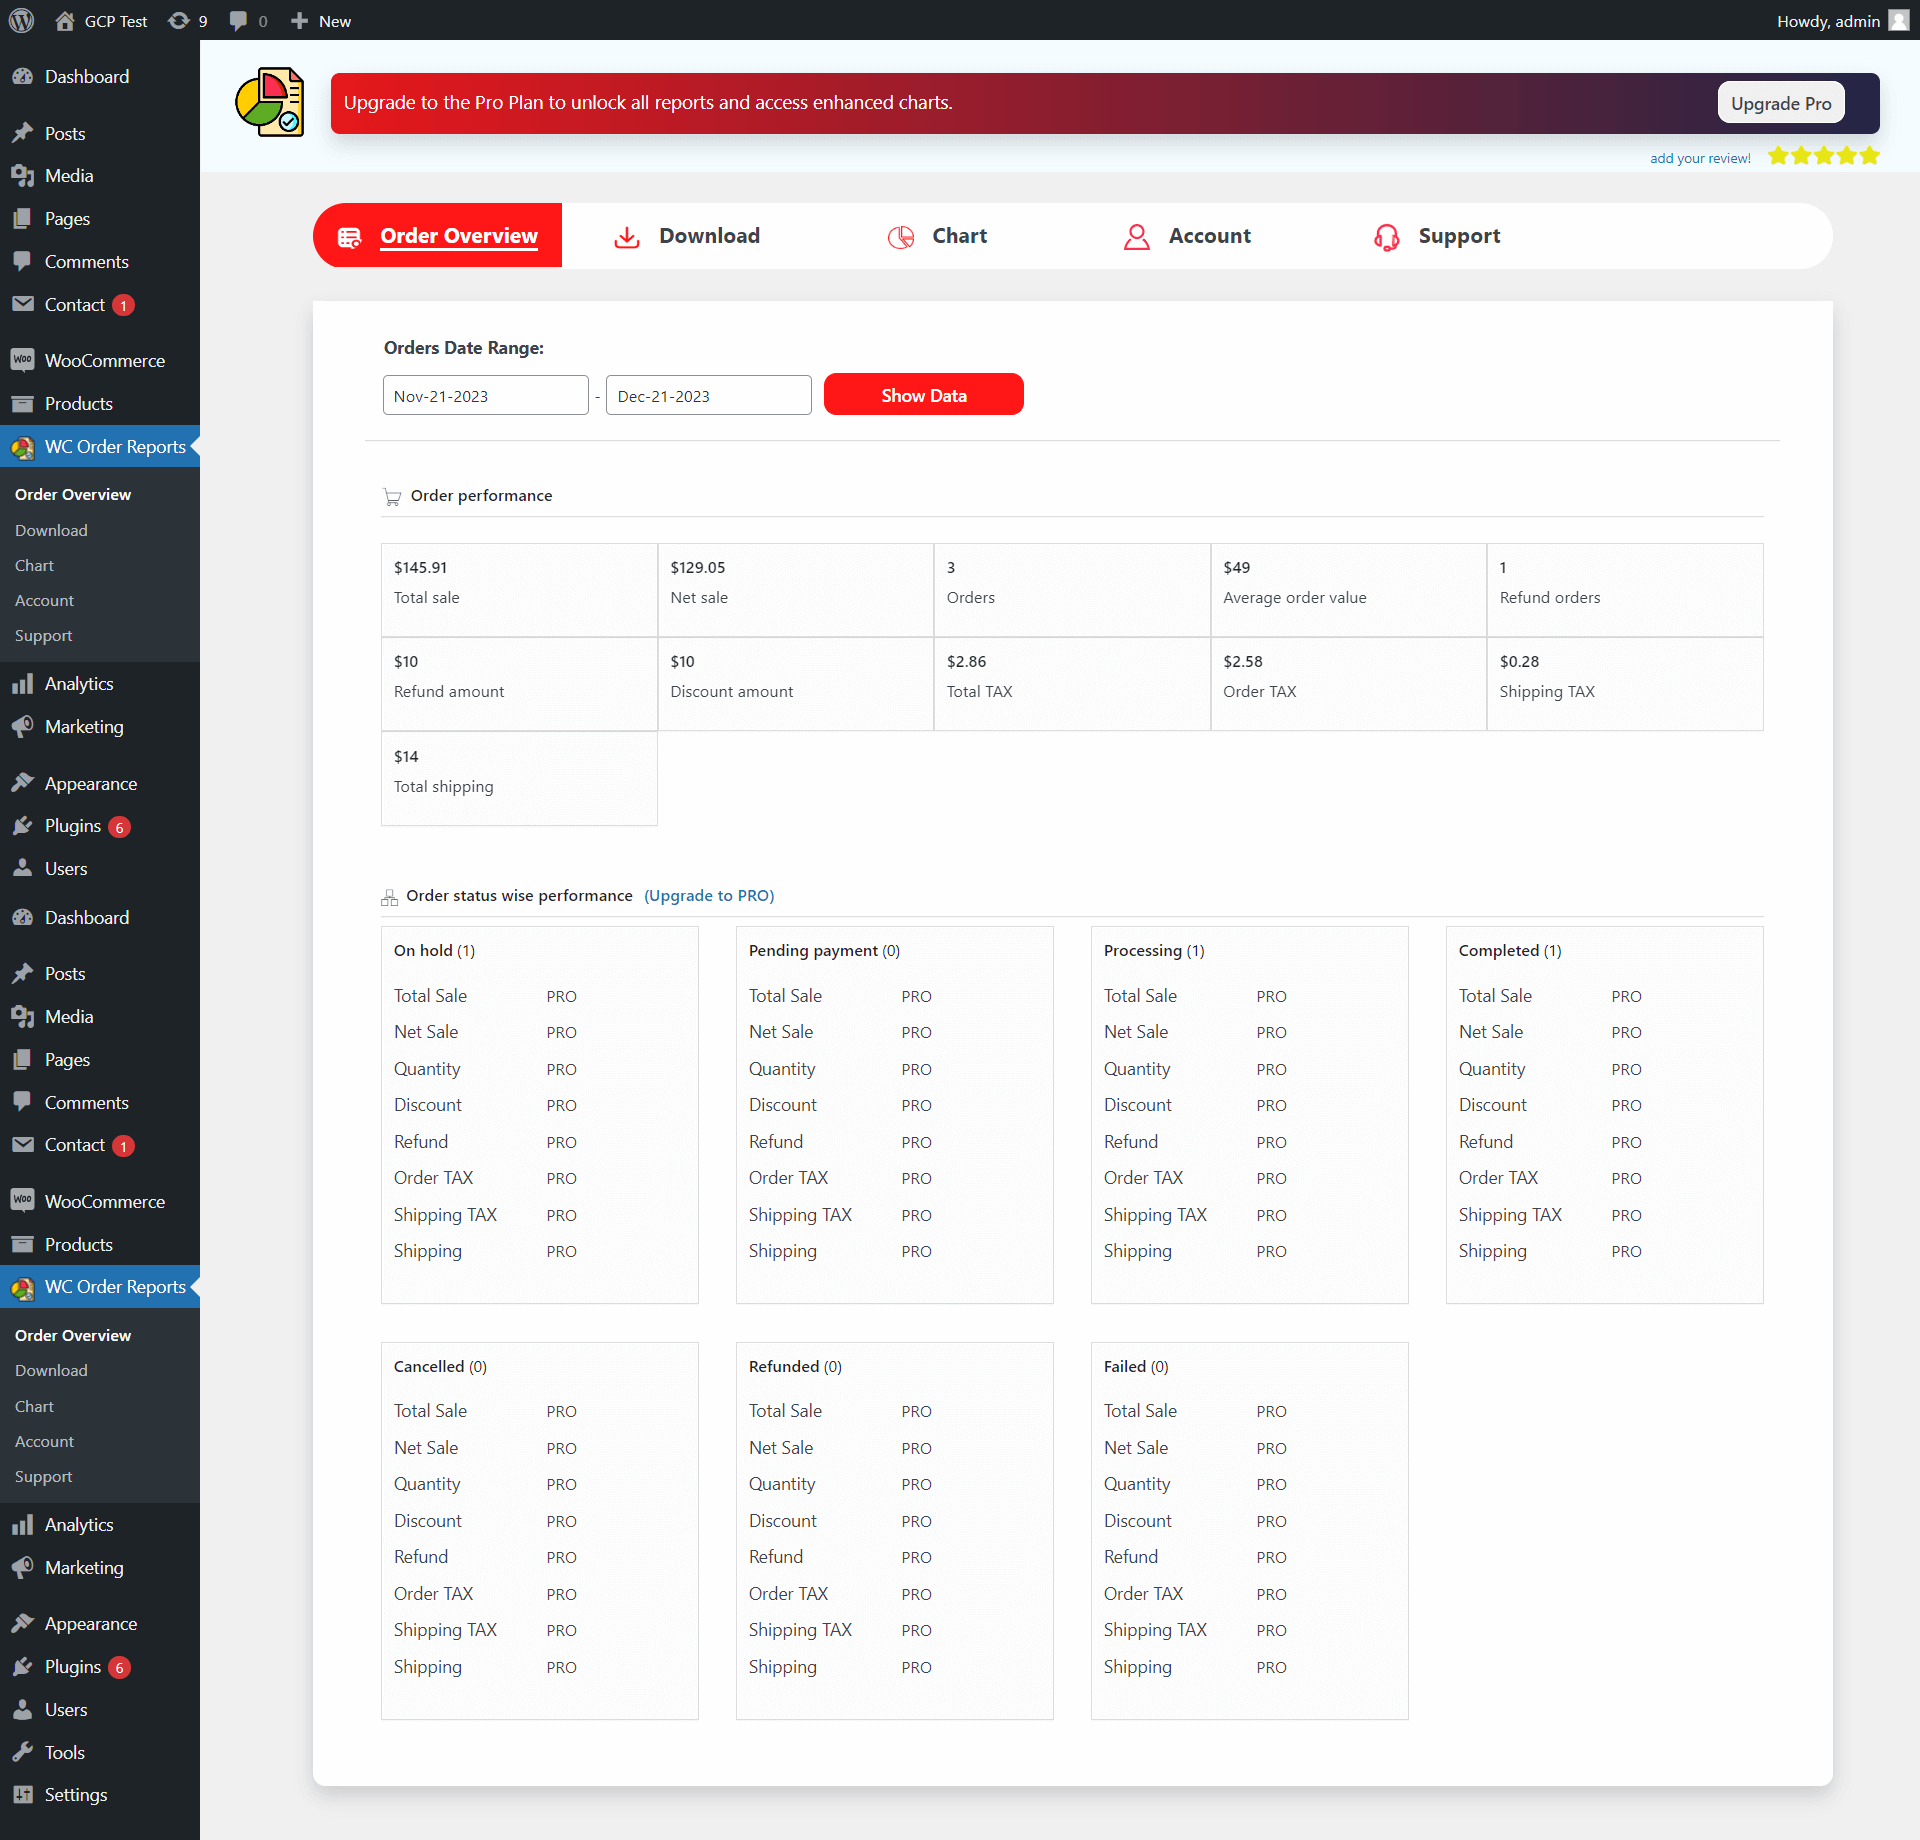 GCP Test 9 0 New Howdy, admin
Dashboard
Posts
Media
Pages
Comments
Contact 1
WooCommerce
Products
WC Order Reports
Order Overview
Download
Chart
Account
Support
Analytics
Marketing
Appearance
Plugins 6
Users
Dashboard
Posts
Media
Pages
Comments
Contact 1
WooCommerce
Products
WC Order Reports
Order Overview
Download
Chart
Account
Support
Analytics
Marketing
Appearance
Plugins 6
Users
Tools
Settings
Upgrade to the Pro Plan to unlock all reports and access enhanced charts. Upgrade Pro
add your review!
Order Overview Download Chart Account Support
Orders Date Range:
Nov-21-2023 - Dec-21-2023 Show Data
Order performance
$145.91 $129.05 3 $49 1
Total sale Net sale Orders Average order value Refund orders
$10 $10 $2.86 $2.58 $0.28
Refund amount Discount amount Total TAX Order TAX Shipping TAX
$14
Total shipping
Order status wise performance (Upgrade to PRO)
On hold (1) Pending payment (0) Processing (1) Completed (1)
Total Sale PRO Total Sale PRO Total Sale PRO Total Sale PRO
Net Sale PRO Net Sale PRO Net Sale PRO Net Sale PRO
Quantity PRO Quantity PRO Quantity PRO Quantity PRO
Discount PRO Discount PRO Discount PRO Discount PRO
Refund PRO Refund PRO Refund PRO Refund PRO
Order TAX PRO Order TAX PRO Order TAX PRO Order TAX PRO
Shipping TAX PRO Shipping TAX PRO Shipping TAX PRO Shipping TAX PRO
Shipping PRO Shipping PRO Shipping PRO Shipping PRO
Cancelled (0) Refunded (0) Failed (0)
Total Sale PRO Total Sale PRO Total Sale PRO
Net Sale PRO Net Sale PRO Net Sale PRO
Quantity PRO Quantity PRO Quantity PRO
Discount PRO Discount PRO Discount PRO
Refund PRO Refund PRO Refund PRO
Order TAX PRO Order TAX PRO Order TAX PRO
Shipping TAX PRO Shipping TAX PRO Shipping TAX PRO
Shipping PRO Shipping PRO Shipping PRO